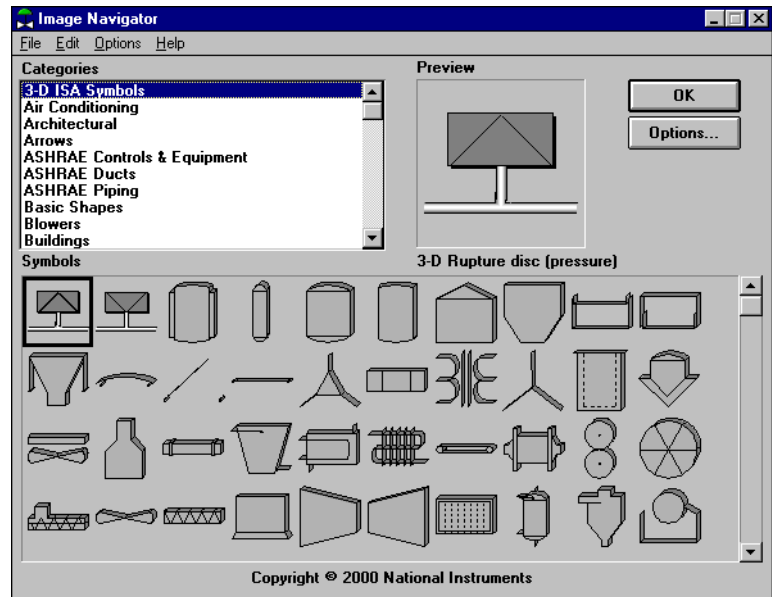 Image Navigator
File Edit Options Help
Categories
Preview
3-D ISA Symbols
Air Conditioning
Architectural
Arrows
ASHRAE Controls & Equipment
ASHRAE Ducts
ASHRAE Piping
Basic Shapes
Blowers
Buildings
OK
Options...
Symbols
3-D Rupture disc (pressure)
Copyright © 2000 National Instruments